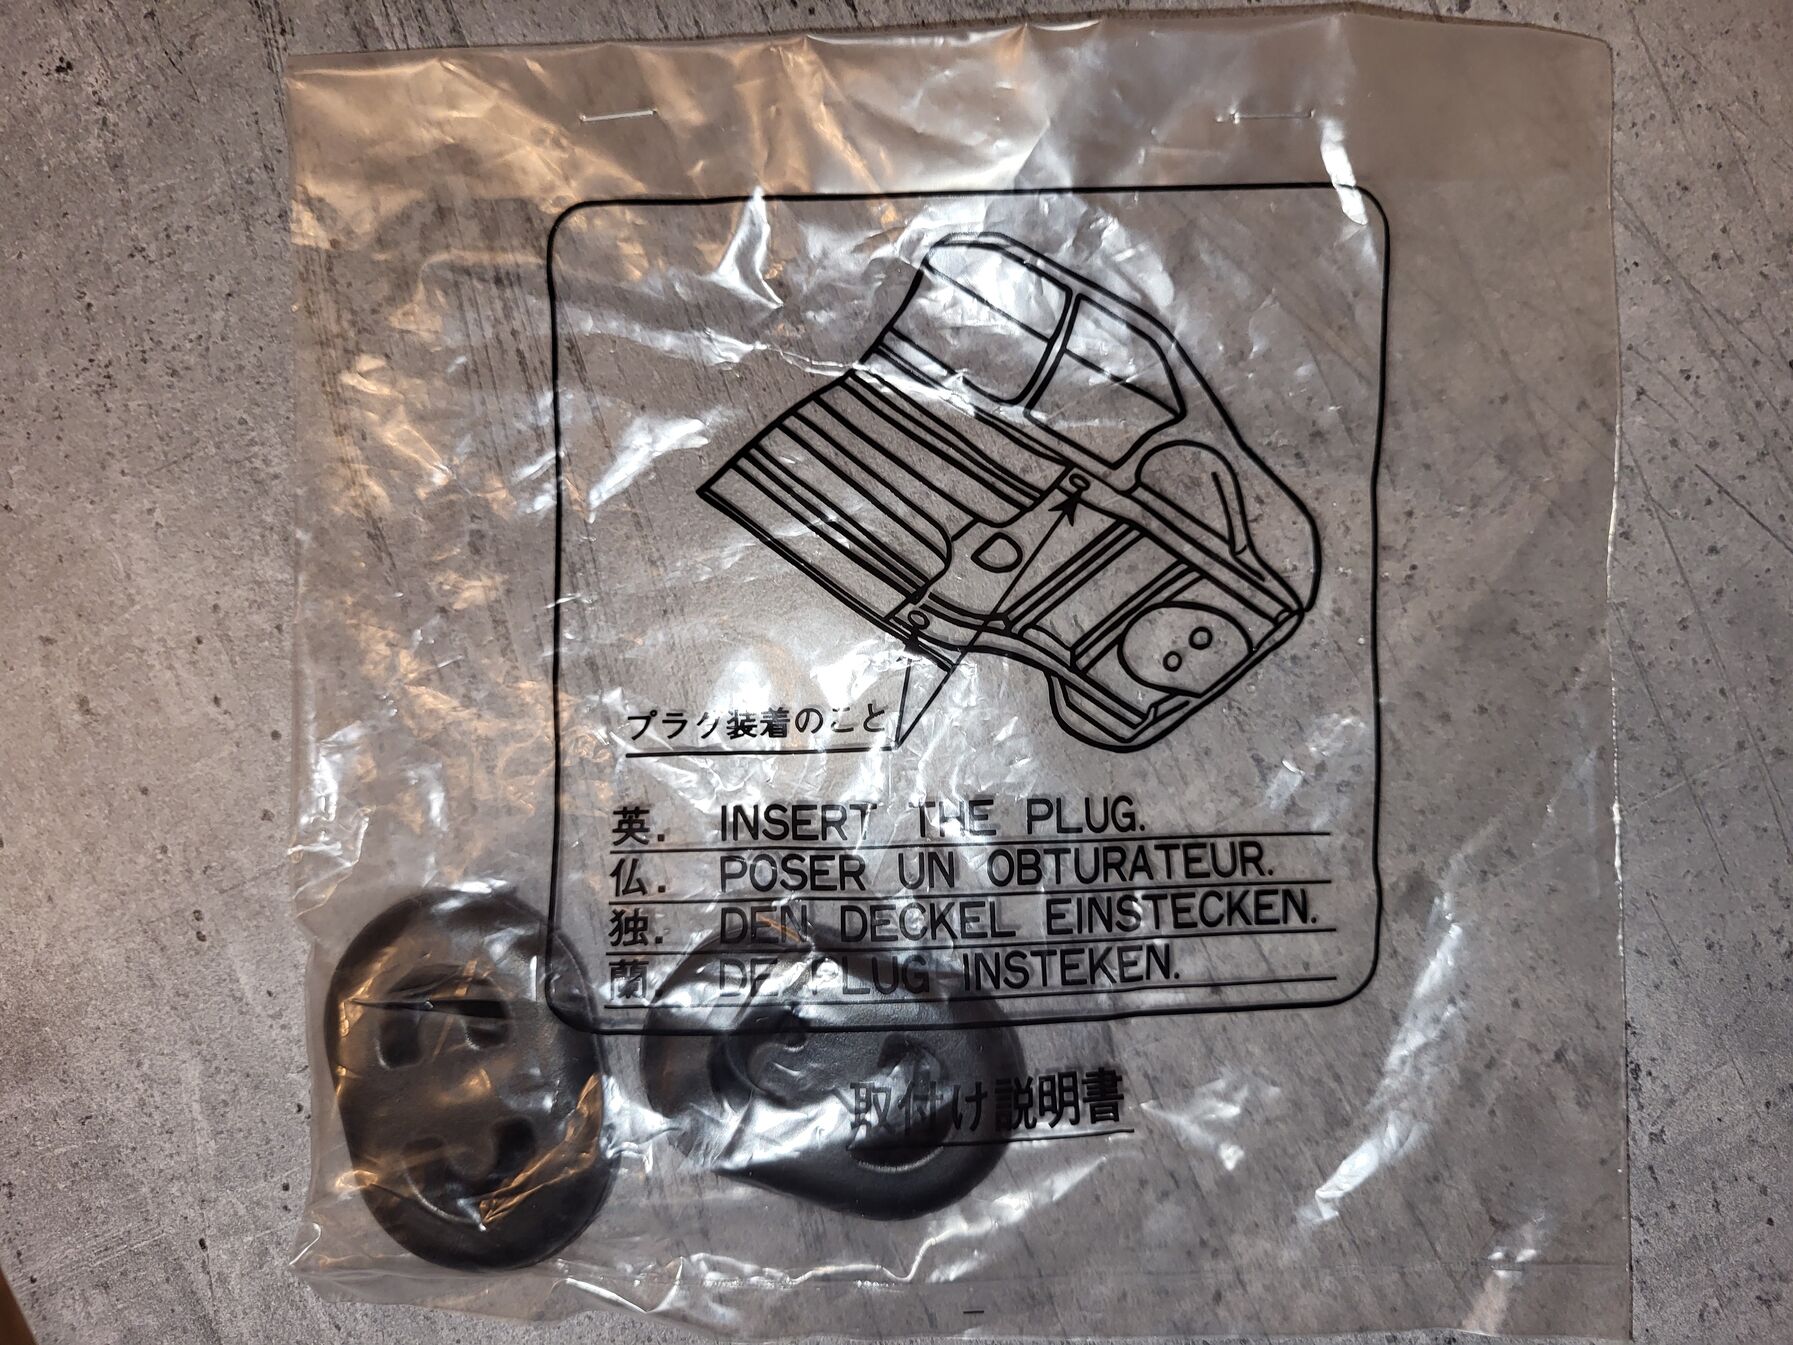 プラグ装着のこと
英. INSERT THE PLUG.
仏. POSER UN OBTURATEUR.
独. DEN DECKEL EINSTECKEN.
蘭. DE PLUG INSTEKEN.
取付け説明書